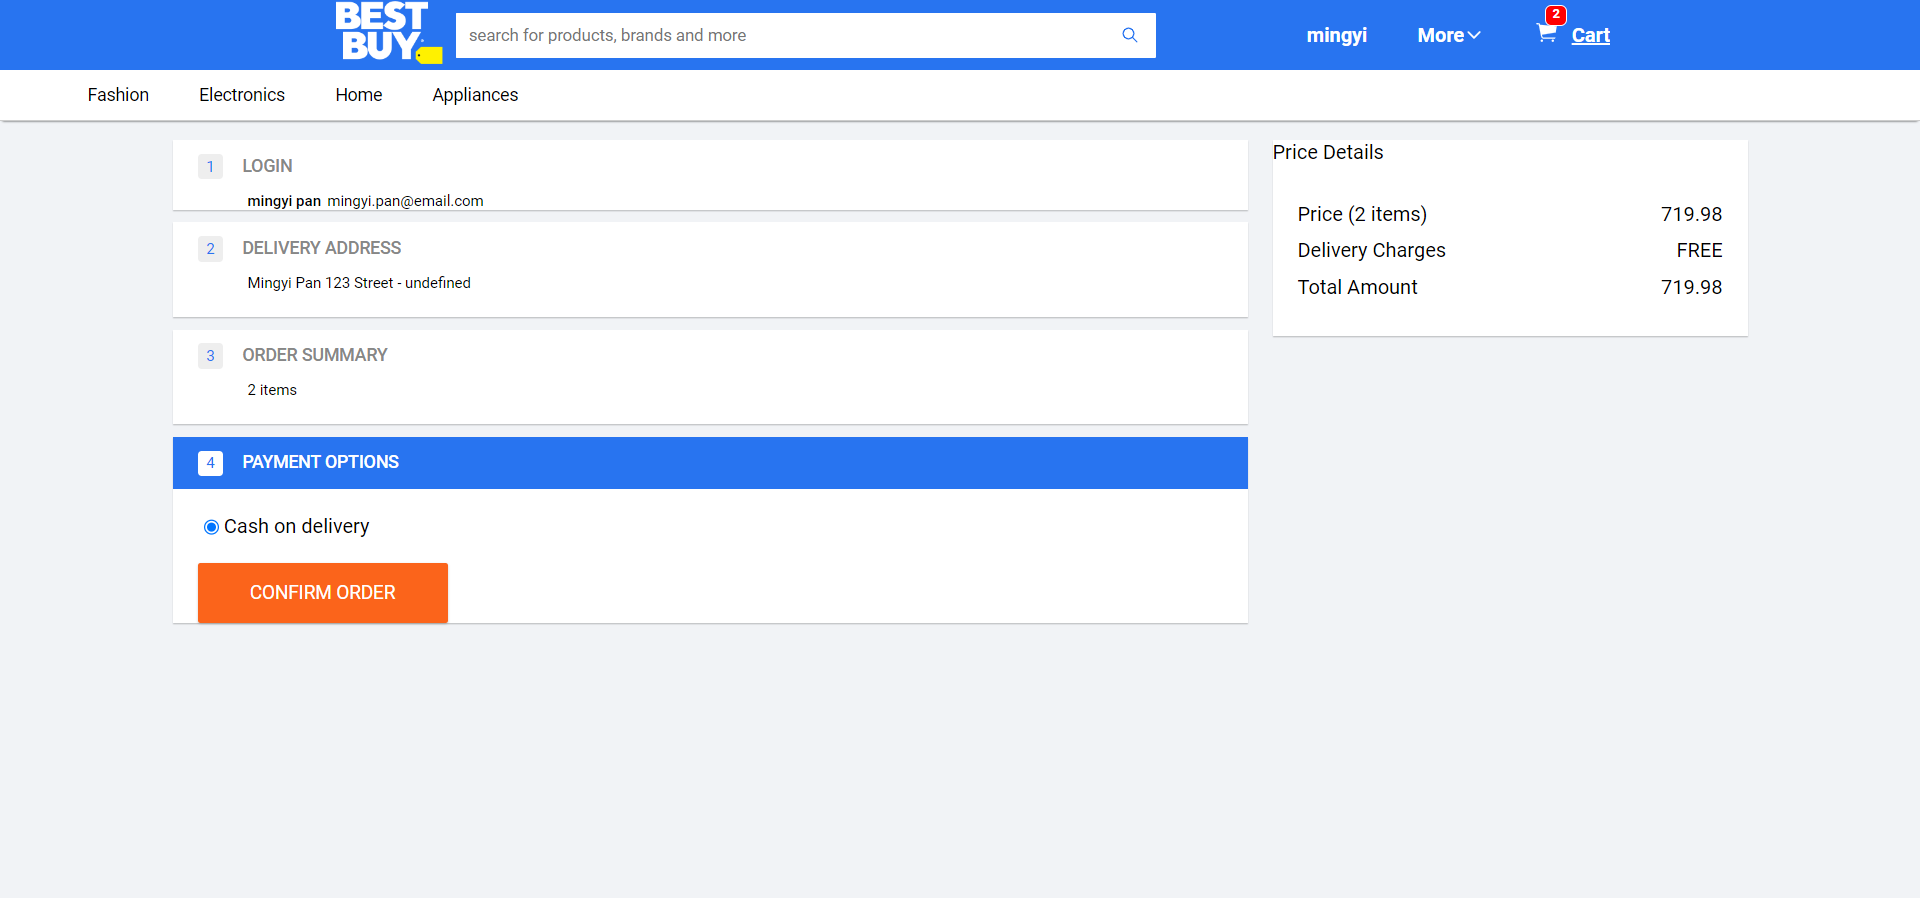 BEST
BUY
search for products, brands and more
mingyi
More
2
Cart
Fashion
Electronics
Home
Appliances
1
LOGIN
mingyi pan mingyi.pan@email.com
2
DELIVERY ADDRESS
Mingyi Pan 123 Street - undefined
3
ORDER SUMMARY
2 items
4
PAYMENT OPTIONS
Cash on delivery
CONFIRM ORDER
Price Details
Price (2 items) 719.98
Delivery Charges FREE
Total Amount 719.98